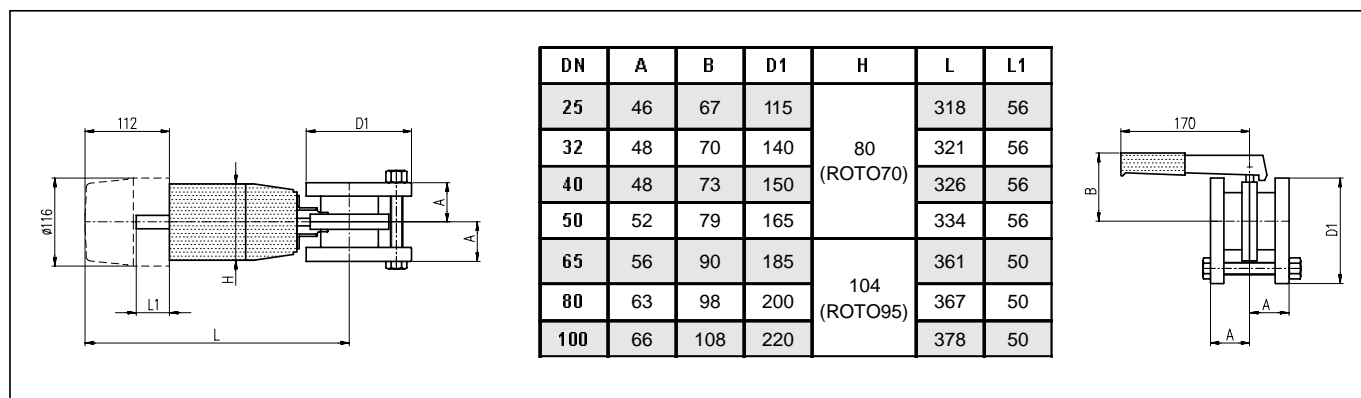 112
D1
ø116
H
A
A
L1
L
DN A B D1 H L L1
25 46 67 115 80 (ROTO70) 318 56
32 48 70 140 321 56
40 48 73 150 326 56
50 52 79 165 334 56
65 56 90 185 104 (ROTO95) 361 50
80 63 98 200 367 50
100 66 108 220 378 50
170
B
D1
A
A